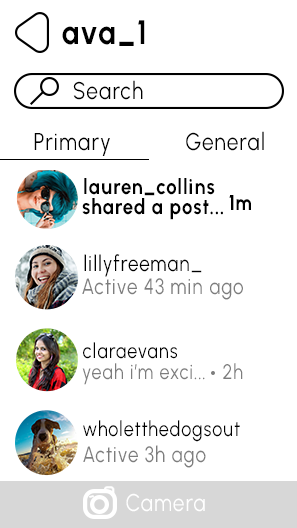 ava_1
Search
Primary General
lauren_collins
shared a post... 1m
lillyfreeman_
Active 43 min ago
claraevans
yeah i'm exci... • 2h
wholetthedogsout
Active 3h ago
Camera